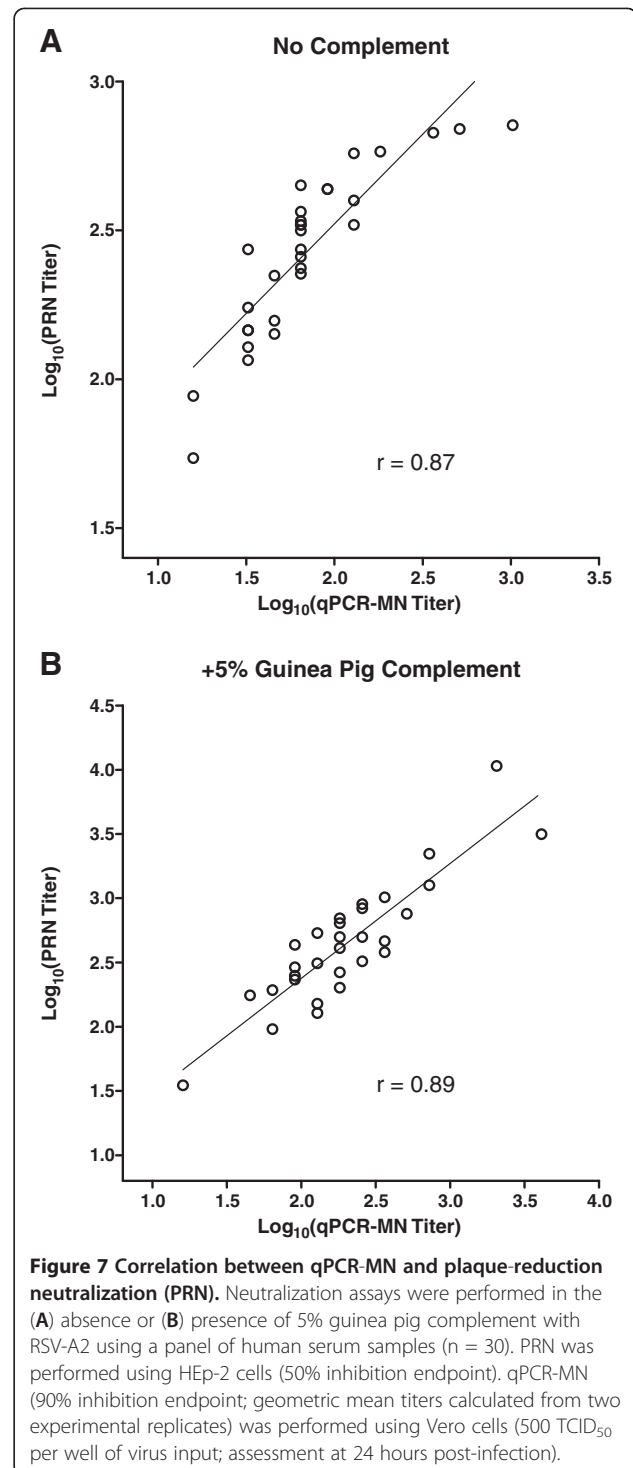 A
No Complement
3.0
2.5
2.0
1.5
Log₁₀(PRN Titer)
r = 0.87
1.0 1.5 2.0 2.5 3.0 3.5
Log₁₀(qPCR-MN Titer)
B
+5% Guinea Pig Complement
4.5
4.0
3.5
3.0
2.5
2.0
1.5
1.0
Log₁₀(PRN Titer)
r = 0.89
1.0 1.5 2.0 2.5 3.0 3.5 4.0
Log₁₀(qPCR-MN Titer)
Figure 7 Correlation between qPCR-MN and plaque-reduction
neutralization (PRN). Neutralization assays were performed in the
(A) absence or (B) presence of 5% guinea pig complement with
RSV-A2 using a panel of human serum samples (n = 30). PRN was
performed using HEp-2 cells (50% inhibition endpoint). qPCR-MN
(90% inhibition endpoint; geometric mean titers calculated from two
experimental replicates) was performed using Vero cells (500 TCID₅₀
per well of virus input; assessment at 24 hours post-infection).